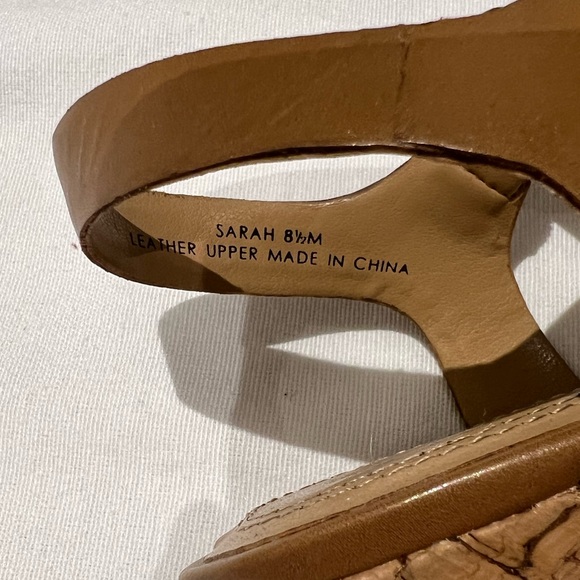 SARAH 8½M
LEATHER UPPER MADE IN CHINA